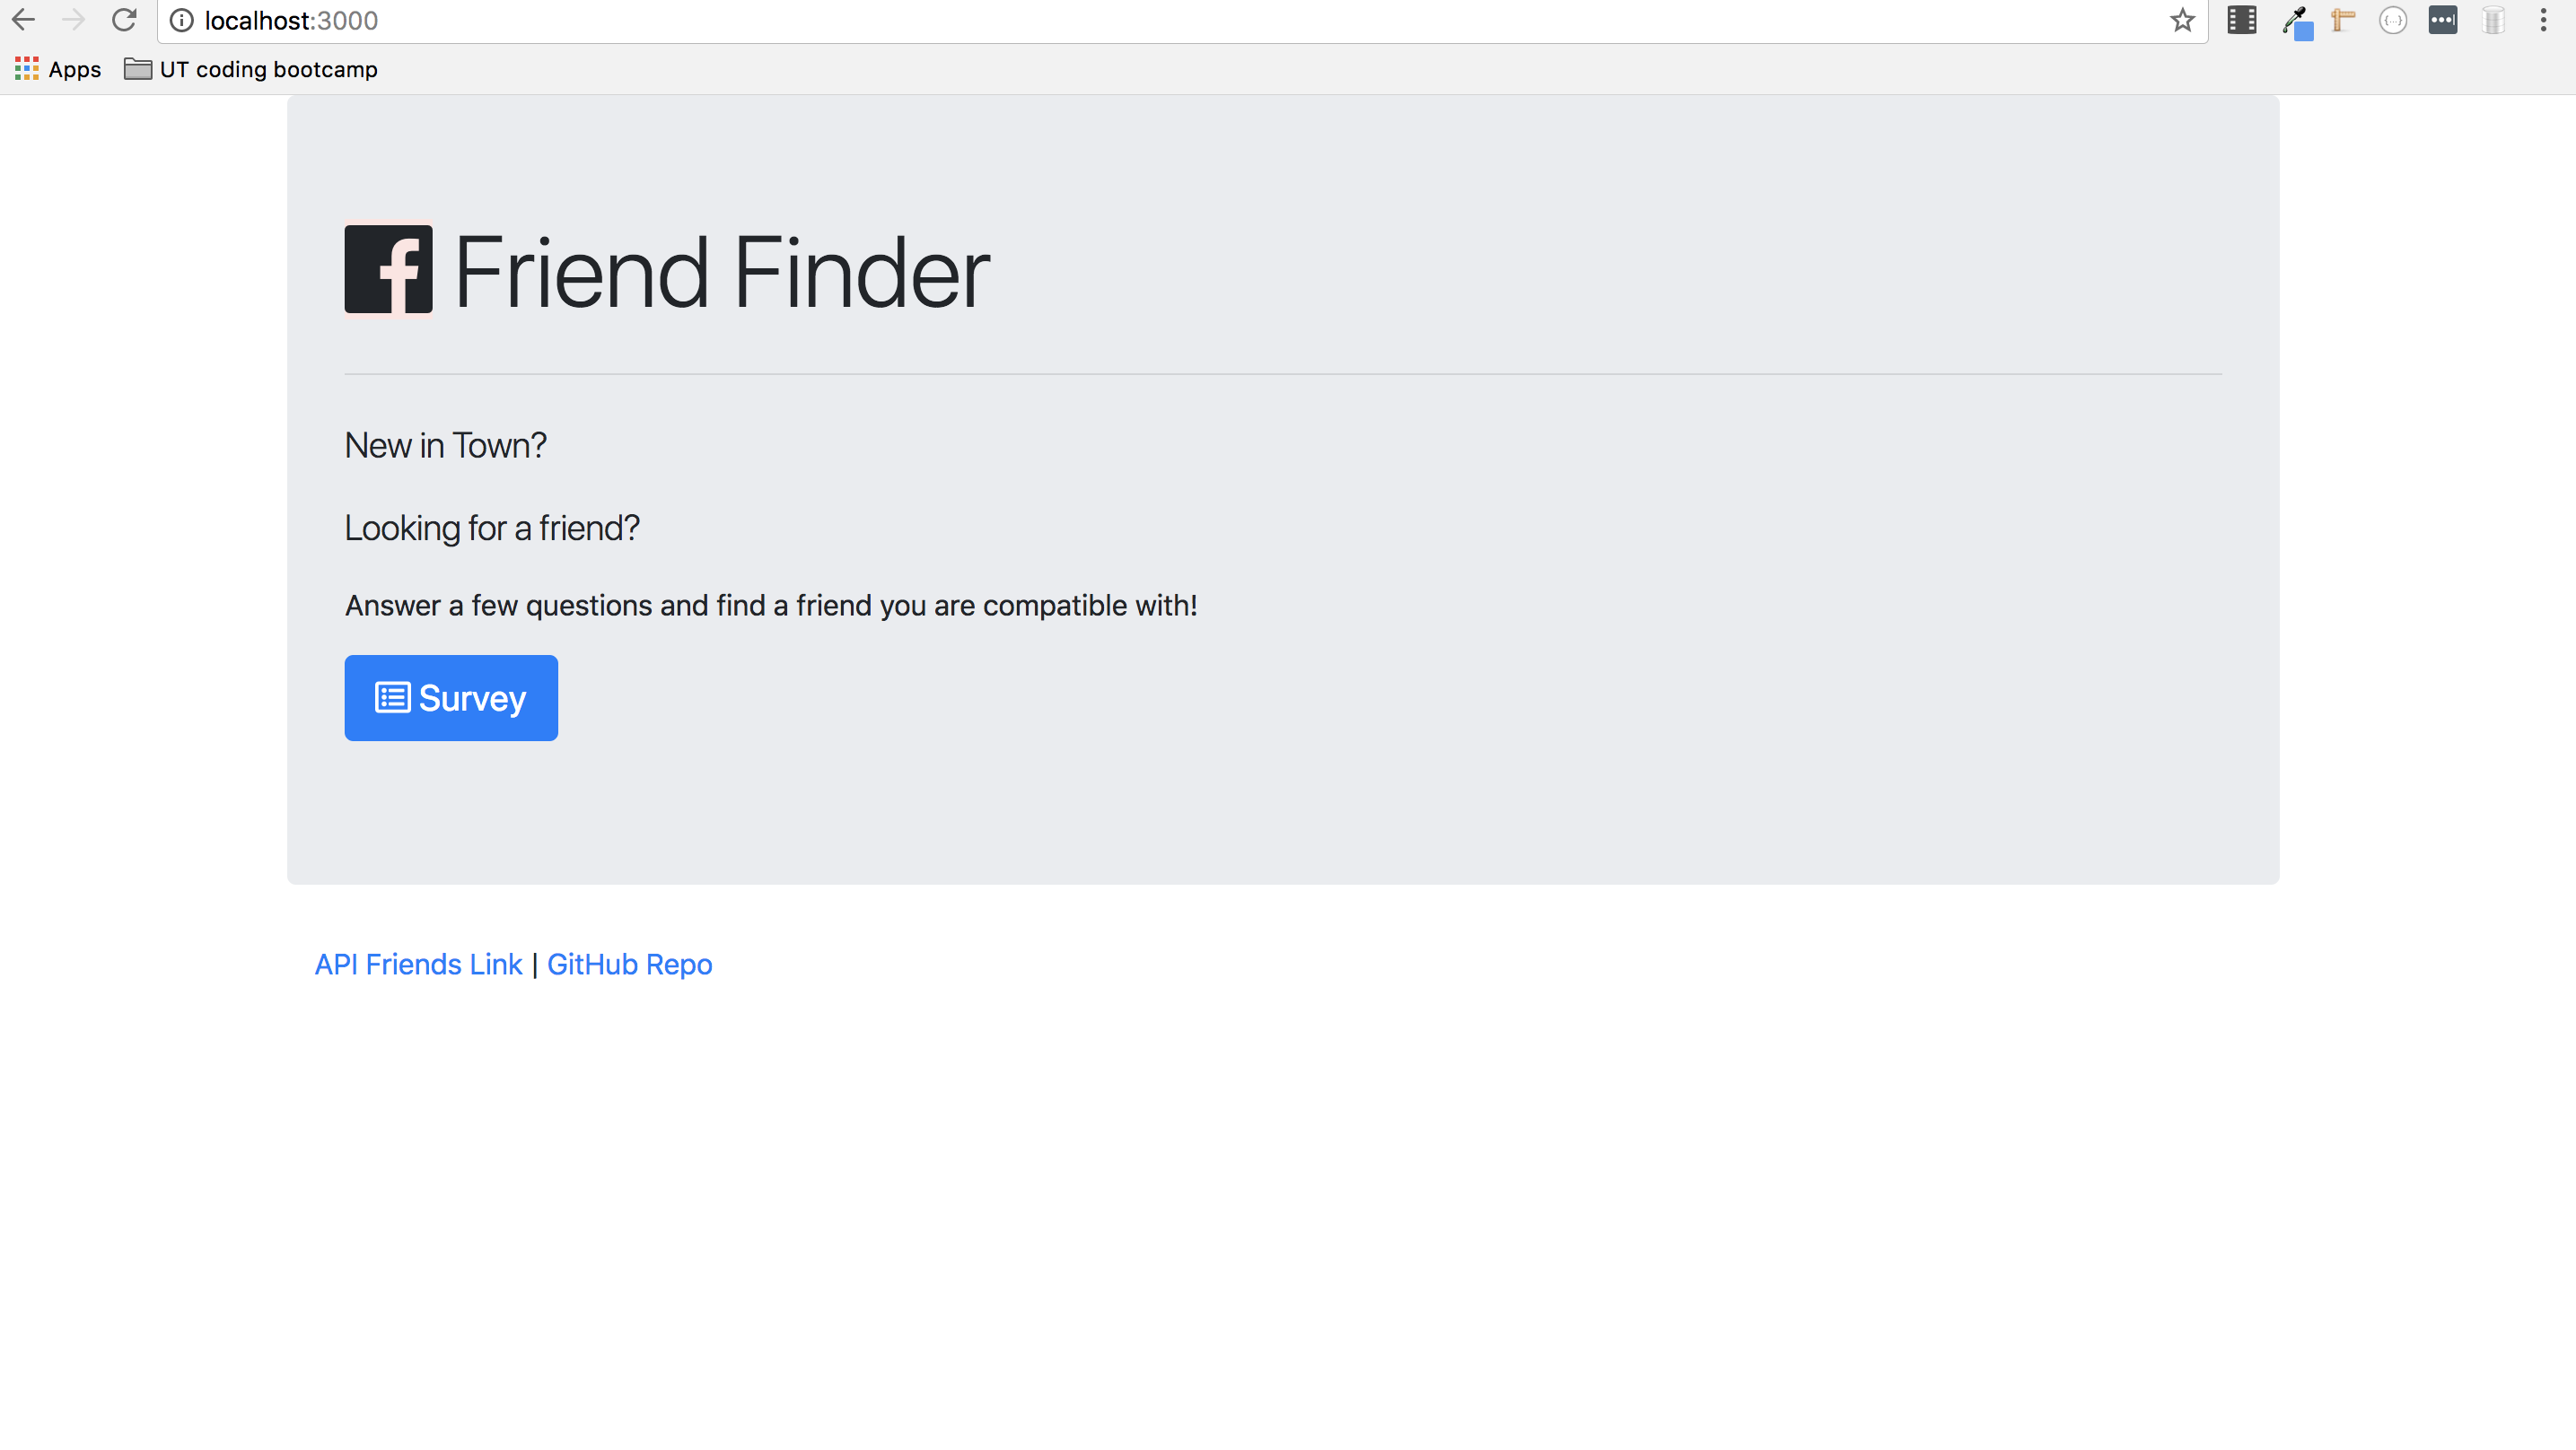 localhost:3000
Apps UT coding bootcamp
Friend Finder
New in Town?
Looking for a friend?
Answer a few questions and find a friend you are compatible with!
Survey
API Friends Link | GitHub Repo